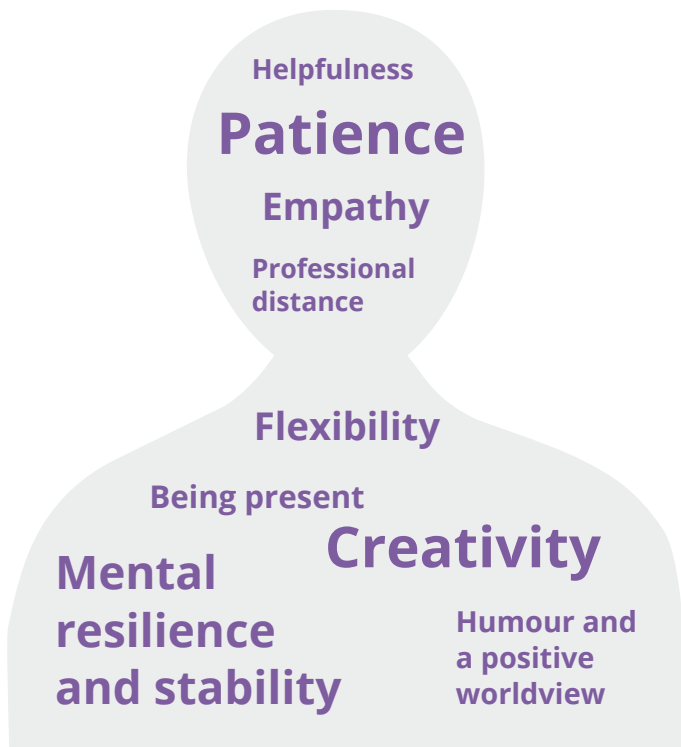 Helpfulness
Patience
Empathy
Professional
distance
Flexibility
Being present
Creativity
Mental
resilience
and stability
Humour and
a positive
worldview